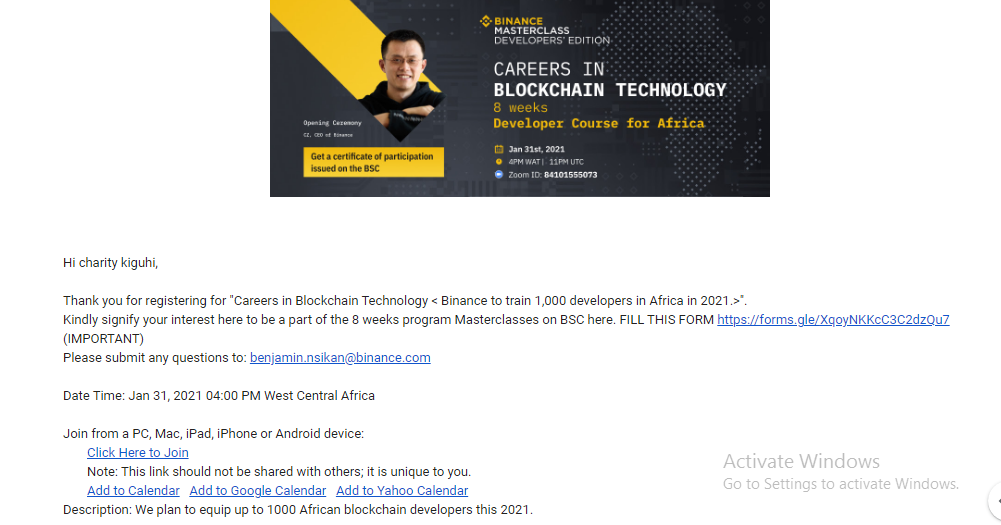 BINANCE
MASTERCLASS
DEVELOPERS' EDITION
CAREERS IN
BLOCKCHAIN TECHNOLOGY
8 weeks
Developer Course for Africa
Opening Ceremony
CZ, CEO of Binance
Get a certificate of participation
issued on the BSC
Jan 31st, 2021
4PM WAT | 11PM UTC
Zoom ID: 84101555073
Hi charity kiguhi,
Thank you for registering for "Careers in Blockchain Technology < Binance to train 1,000 developers in Africa in 2021.>".
Kindly signify your interest here to be a part of the 8 weeks program Masterclasses on BSC here. FILL THIS FORM https://forms.gle/XqoyNKKcC3C2dzQu7
(IMPORTANT)
Please submit any questions to: benjamin.nsikan@binance.com
Date Time: Jan 31, 2021 04:00 PM West Central Africa
Join from a PC, Mac, iPad, iPhone or Android device:
Click Here to Join
Note: This link should not be shared with others; it is unique to you.
Add to Calendar Add to Google Calendar Add to Yahoo Calendar
Description: We plan to equip up to 1000 African blockchain developers this 2021.
Activate Windows
Go to Settings to activate Windows.